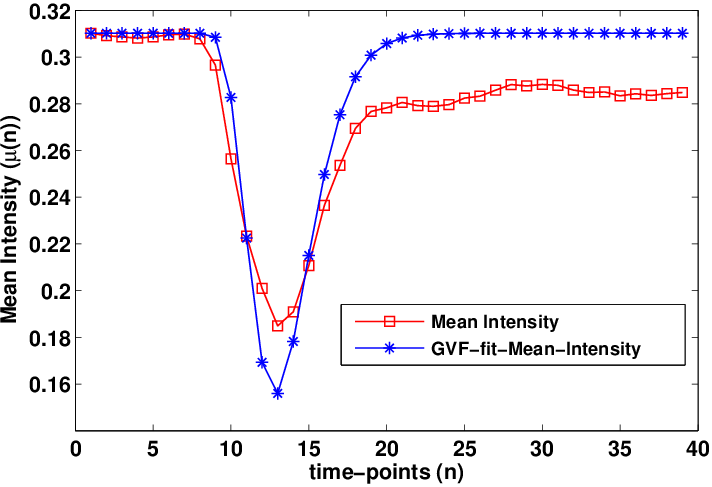 0.32
0.3
0.28
0.26
0.24
0.22
0.2
0.18
0.16
Mean Intensity (μ(n))
Mean Intensity
GVF−fit−Mean−Intensity
0 5 10 15 20 25 30 35 40
time−points (n)